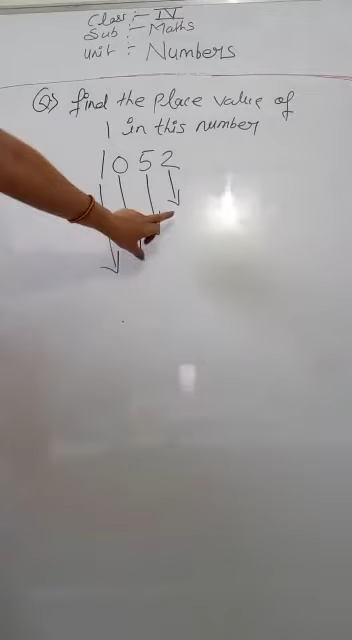 Class :- IV
Sub :- Maths
Unit :- Numbers
Q> find the place value of
1 in this number
1052